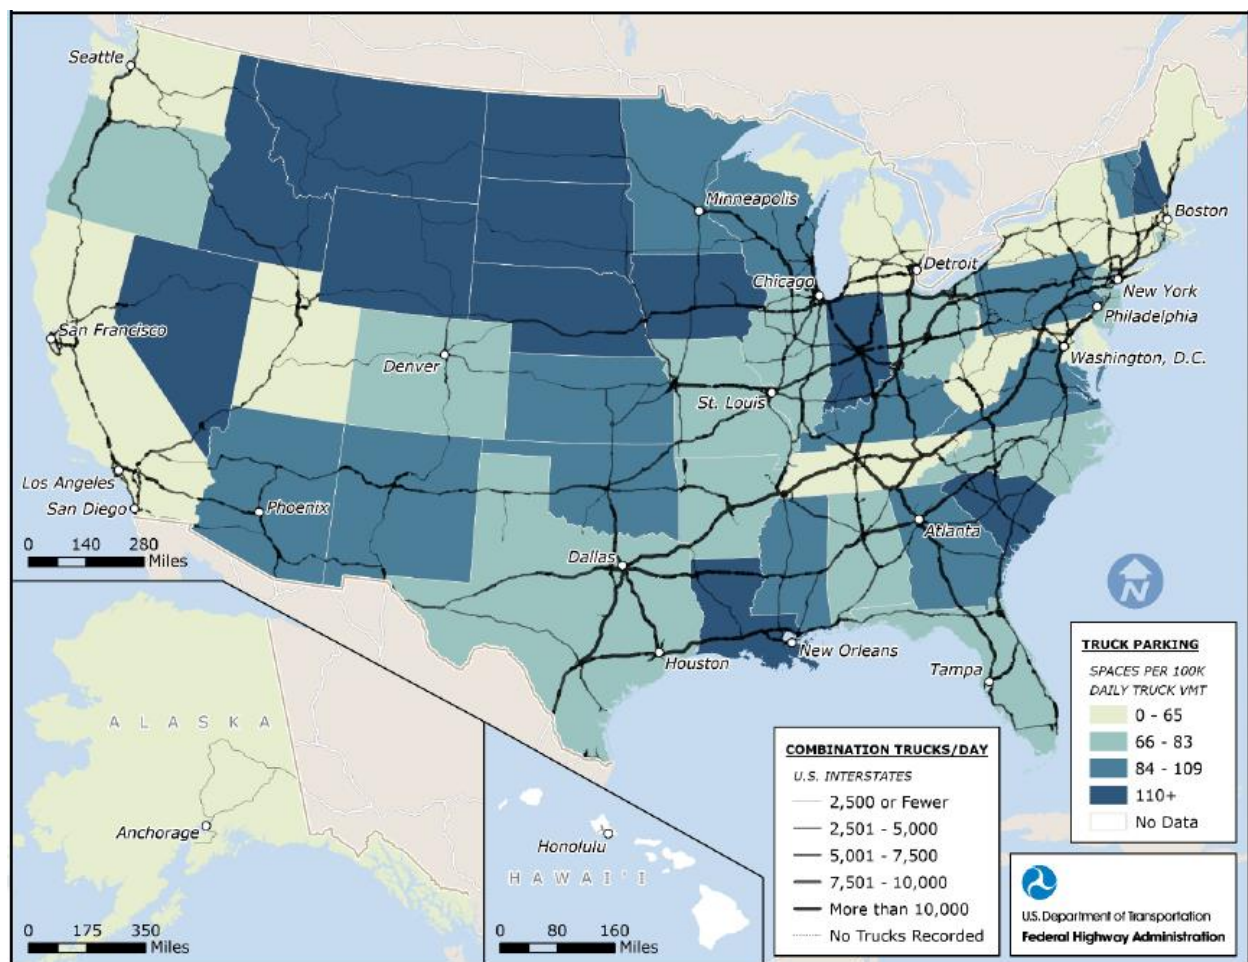 Seattle
Minneapolis
Boston
Detroit
Chicago
New York
San Francisco
Philadelphia
Denver
Washington, D.C.
St. Louis
Los Angeles
San Diego
Phoenix
Atlanta
Dallas
0 140 280
Miles
N
New Orleans
Houston
Tampa
TRUCK PARKING
SPACES PER 100K
DAILY TRUCK VMT
0 - 65
66 - 83
84 - 109
110+
No Data
ALASKA
Anchorage
0 175 350
Miles
Honolulu
HAWAI'I
0 80 160
Miles
COMBINATION TRUCKS/DAY
U.S. INTERSTATES
2,500 or Fewer
2,501 - 5,000
5,001 - 7,500
7,501 - 10,000
More than 10,000
No Trucks Recorded
U.S. Department of Transportation
Federal Highway Administration